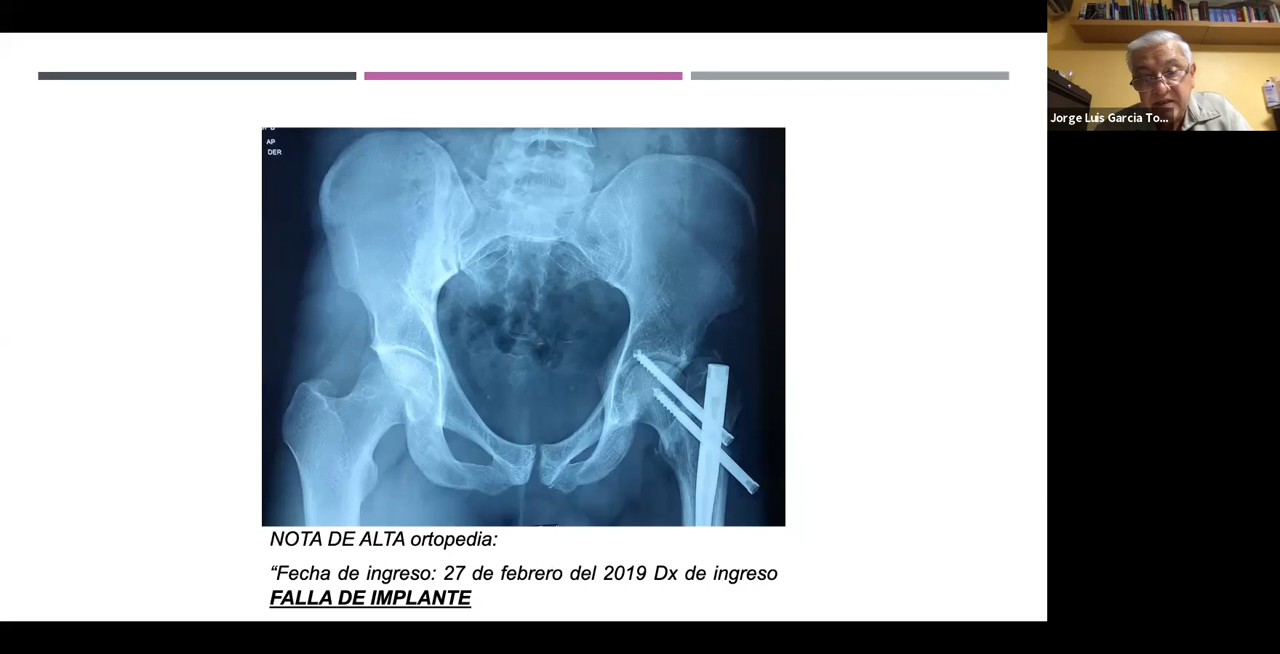 AP
DER
Jorge Luis Garcia To...
NOTA DE ALTA ortopedia:
“Fecha de ingreso: 27 de febrero del 2019 Dx de ingreso
FALLA DE IMPLANTE